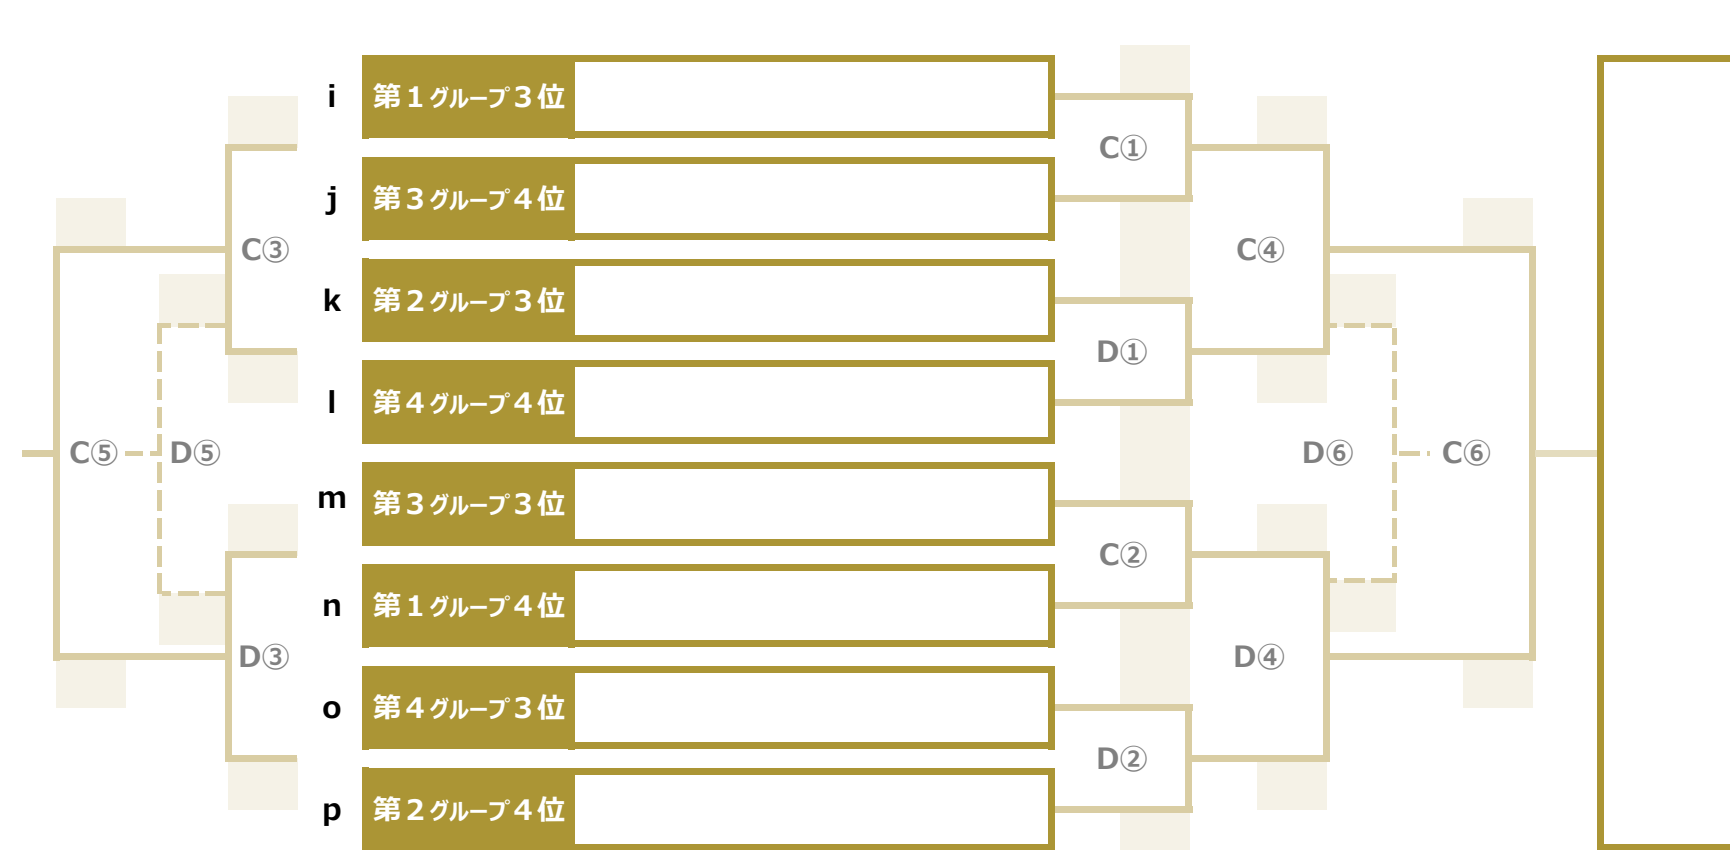 i 第１グループ３位
C①
j 第３グループ４位
C③
C④
k 第２グループ３位
D①
l 第４グループ４位
C⑤
D⑤
D⑥
C⑥
m 第３グループ３位
C②
n 第１グループ４位
D③
D④
o 第４グループ３位
D②
p 第２グループ４位